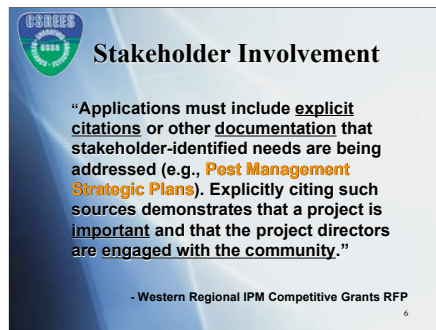 CSREES
Stakeholder Involvement
“Applications must include explicit
citations or other documentation that
stakeholder-identified needs are being
addressed (e.g., Pest Management
Strategic Plans). Explicitly citing such
sources demonstrates that a project is
important and that the project directors
are engaged with the community.”
- Western Regional IPM Competitive Grants RFP
6